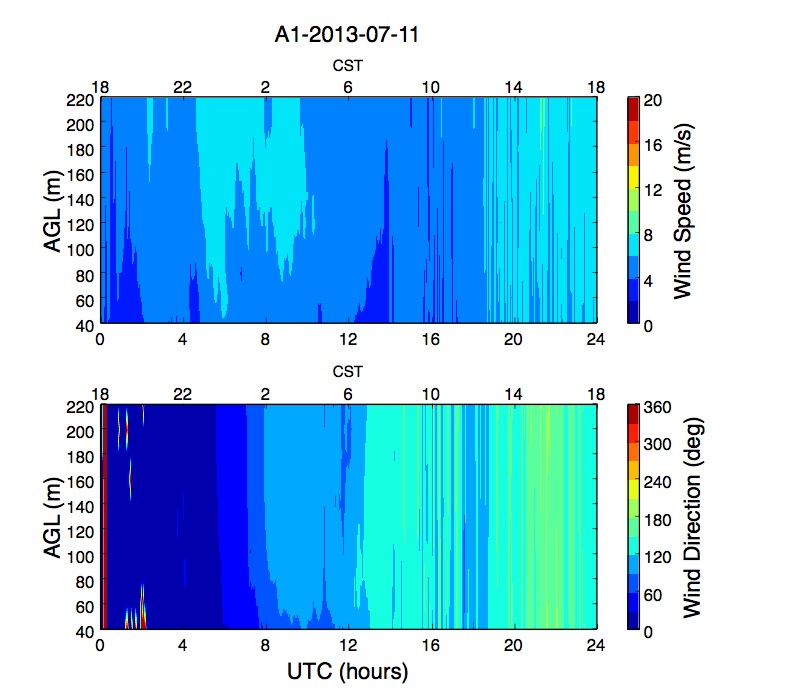 A1-2013-07-11
CST
18 22 2 6 10 14 18
220
200
180
160
140
120
100
80
60
40
AGL (m)
0 4 8 12 16 20 24
20
16
12
8
4
0
Wind Speed (m/s)
CST
18 22 2 6 10 14 18
220
200
180
160
140
120
100
80
60
40
AGL (m)
0 4 8 12 16 20 24
UTC (hours)
360
300
240
180
120
60
0
Wind Direction (deg)